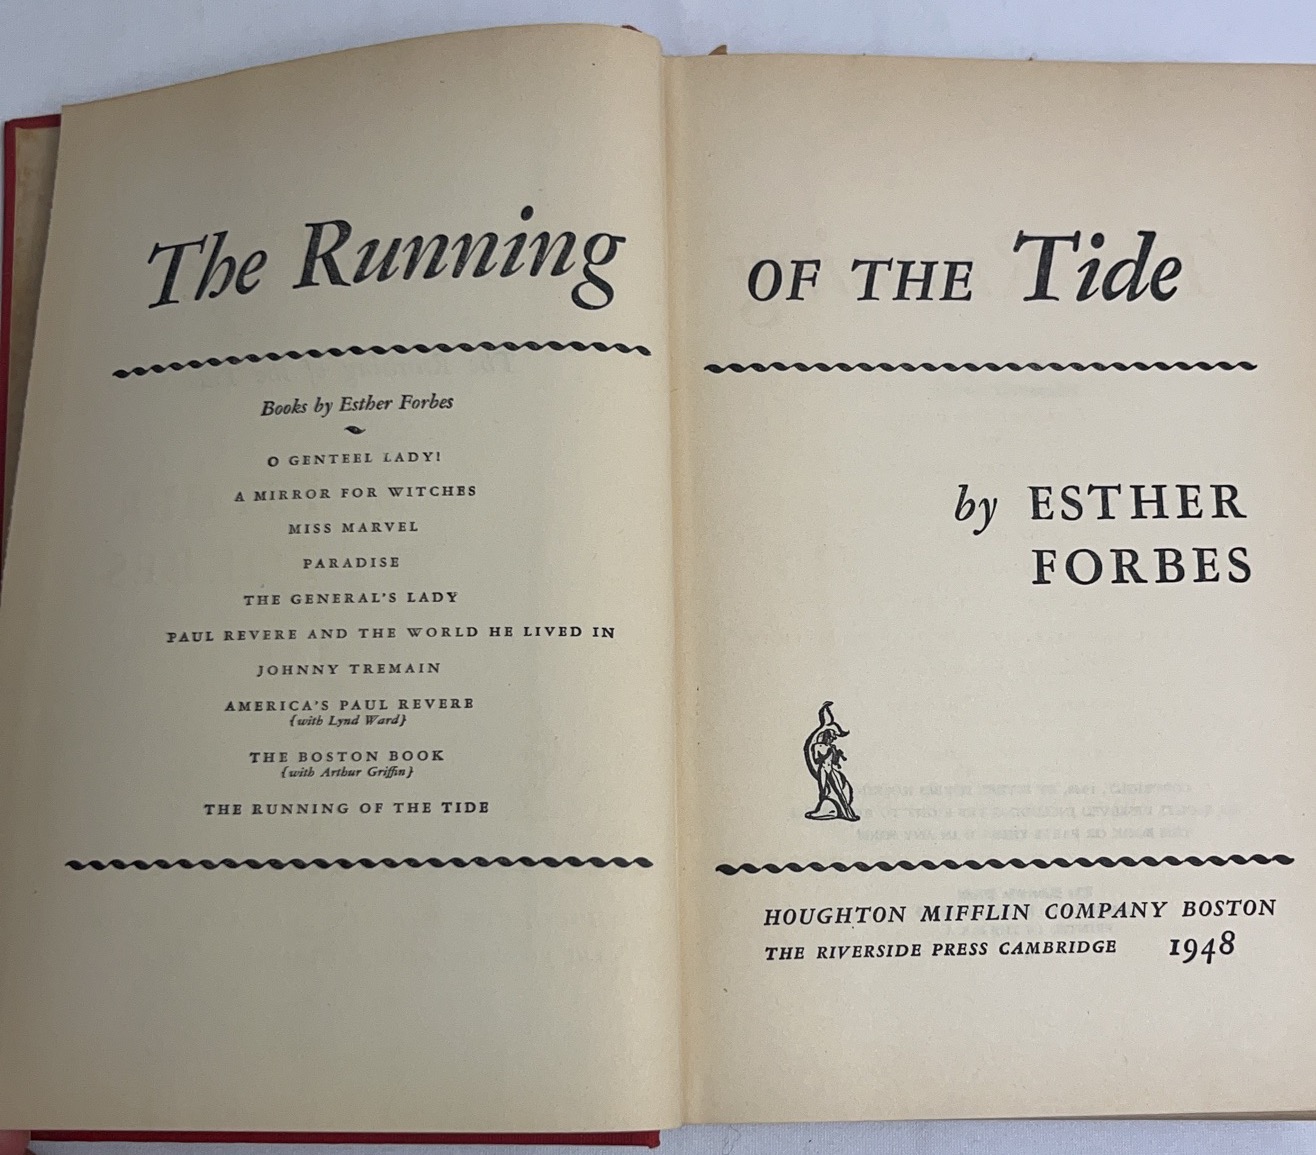 The Running
Books by Esther Forbes
O GENTEEL LADY!
A MIRROR FOR WITCHES
MISS MARVEL
PARADISE
THE GENERAL'S LADY
PAUL REVERE AND THE WORLD HE LIVED IN
JOHNNY TREMAIN
AMERICA'S PAUL REVERE
{with Lynd Ward}
THE BOSTON BOOK
{with Arthur Griffin}
THE RUNNING OF THE TIDE
OF THE Tide
by ESTHER
FORBES
HOUGHTON MIFFLIN COMPANY BOSTON
THE RIVERSIDE PRESS CAMBRIDGE 1948